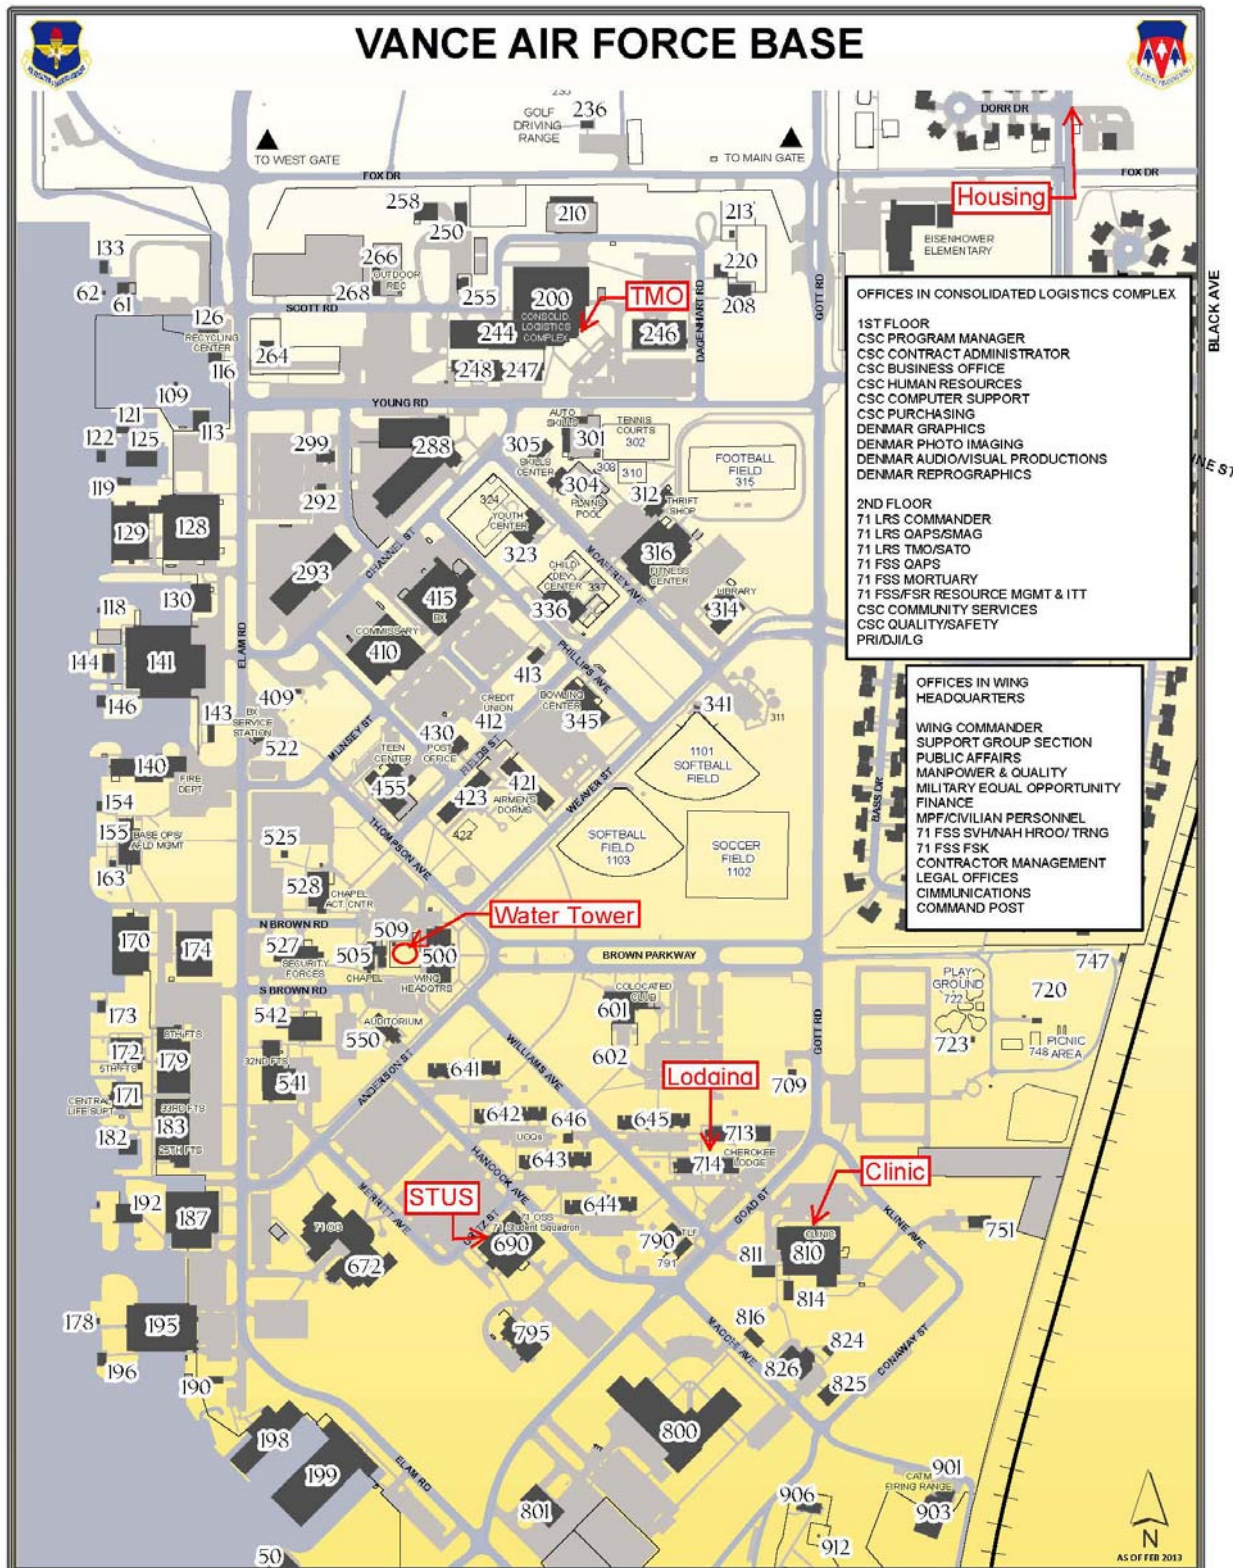 VANCE AIR FORCE BASE
GOLF
DRIVING
RANGE
236
DORR DR
TO WEST GATE
TO MAIN GATE
FOX DR
FOX DR
Housing
258
250
210
213
EISENHOWER
ELEMENTARY
133
62
61
266
OUTDOOR
REC
268
255
220
208
GOTT RD
BLACK AVE
SCOTT RD
200
CONSOLID.
LOGISTICS
COMPLEX
TMO
244
246
DAGENHART RD
126
RECYCLING
CENTER
116
264
248
247
109
YOUNG RD
OFFICES IN CONSOLIDATED LOGISTICS COMPLEX
1ST FLOOR
CSC PROGRAM MANAGER
CSC CONTRACT ADMINISTRATOR
CSC BUSINESS OFFICE
CSC HUMAN RESOURCES
CSC COMPUTER SUPPORT
CSC PURCHASING
DENMAR GRAPHICS
DENMAR PHOTO IMAGING
DENMAR AUDIO/VISUAL PRODUCTIONS
DENMAR REPROGRAPHICS
2ND FLOOR
71 LRS COMMANDER
71 LRS QAPS/SMAG
71 LRS TMO/SATO
71 FSS QAPS
71 FSS MORTUARY
71 FSS/FSR RESOURCE MGMT & ITT
CSC COMMUNITY SERVICES
CSC QUALITY/SAFETY
PRI/DJI/LG
121
122
125
113
119
299
288
292
AUTO
SKILLS
301
305
SKILLS
CENTER
TENNIS
COURTS
302
308
310
304
PLAINS
POOL
312
THRIFT
SHOP
FOOTBALL
FIELD
315
129
128
324
YOUTH
CENTER
323
MCAFFREY AVE
316
FITNESS
CENTER
CHANNEL ST
293
CHILD
DEV
CENTER
337
336
LIBRARY
314
130
118
415
BX
COMMISSARY
410
141
144
146
143
ELAM RD
413
PHILLIPS AVE
409
BX
SERVICE
STATION
522
CREDIT
UNION
412
BOWLING
CENTER
345
341
311
MUNSEY ST
430
POST
OFFICE
FIELDS ST
TEEN
CENTER
455
423
421
AIRMEN'S
DORMS
422
WEAVER ST
1101
SOFTBALL
FIELD
OFFICES IN WING
HEADQUARTERS
WING COMMANDER
SUPPORT GROUP SECTION
PUBLIC AFFAIRS
MANPOWER & QUALITY
MILITARY EQUAL OPPORTUNITY
FINANCE
MPF/CIVILIAN PERSONNEL
71 FSS SVH/NAH HROO/ TRNG
71 FSS FSK
CONTRACTOR MANAGEMENT
LEGAL OFFICES
CIMMUNICATIONS
COMMAND POST
BASS DR
140
FIRE
DEPT
154
155
BASE OPS/
AFLD MGMT
163
THOMPSON AVE
SOFTBALL
FIELD
1103
SOCCER
FIELD
1102
525
528
CHAPEL
ACT. CNTR
N BROWN RD
509
Water Tower
170
174
527
SECURITY
FORCES
505
CHAPEL
500
WING
HEADQTRS
BROWN PARKWAY
S BROWN RD
747
PLAY
GROUND
722
720
723
748
PICNIC
AREA
173
542
AUDITORIUM
550
COLOCATED
CLUB
601
602
GOTT RD
8TH FTS
179
172
5TH FTS
32ND FTS
541
ANDERSON ST
WILLIAMS AVE
641
Lodging
709
CENTRAL
LIFE SUPT
171
33RD FTS
183
25TH FTS
182
642
646
UOQs
643
645
713
CHEROKEE
LODGE
714
HANCOCK AVE
192
187
STUS
MERRITT AVE
71 OG
672
71 OSS
71 Student Squadron
690
644
790
TLF
791
GOAD ST
Clinic
CLINIC
810
811
814
KLINE AVE
751
178
195
196
190
795
816
MACCHI AVE
824
826
825
CONAWAY ST
198
199
ELAM RD
800
801
50
901
CATM
FIRING RANGE
903
906
912
N
AS OF FEB 2013